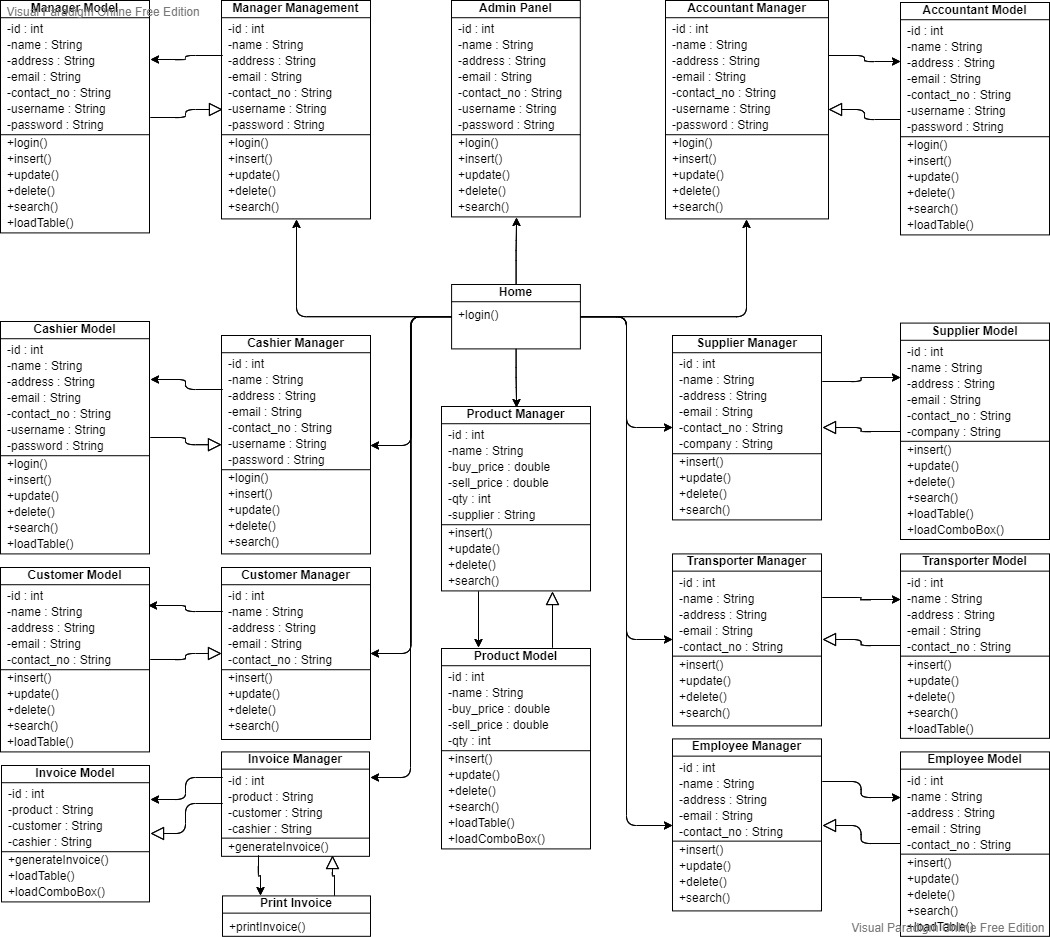 Visual Paradigm Online Free Edition
Manager Model
-id : int
-name : String
-address : String
-email : String
-contact_no : String
-username : String
-password : String
+login()
+insert()
+update()
+delete()
+search()
+loadTable()
Manager Management
-id : int
-name : String
-address : String
-email : String
-contact_no : String
-username : String
-password : String
+login()
+insert()
+update()
+delete()
+search()
Admin Panel
-id : int
-name : String
-address : String
-email : String
-contact_no : String
-username : String
-password : String
+login()
+insert()
+update()
+delete()
+search()
Accountant Manager
-id : int
-name : String
-address : String
-email : String
-contact_no : String
-username : String
-password : String
+login()
+insert()
+update()
+delete()
+search()
Accountant Model
-id : int
-name : String
-address : String
-email : String
-contact_no : String
-username : String
-password : String
+login()
+insert()
+update()
+delete()
+search()
+loadTable()
Home
+login()
Cashier Model
-id : int
-name : String
-address : String
-email : String
-contact_no : String
-username : String
-password : String
+login()
+insert()
+update()
+delete()
+search()
+loadTable()
Cashier Manager
-id : int
-name : String
-address : String
-email : String
-contact_no : String
-username : String
-password : String
+login()
+insert()
+update()
+delete()
+search()
Product Manager
-id : int
-name : String
-buy_price : double
-sell_price : double
-qty : int
-supplier : String
+insert()
+update()
+delete()
+search()
Supplier Manager
-id : int
-name : String
-address : String
-email : String
-contact_no : String
-company : String
+insert()
+update()
+delete()
+search()
Supplier Model
-id : int
-name : String
-address : String
-email : String
-contact_no : String
-company : String
+insert()
+update()
+delete()
+search()
+loadTable()
+loadComboBox()
Customer Model
-id : int
-name : String
-address : String
-email : String
-contact_no : String
+insert()
+update()
+delete()
+search()
+loadTable()
Customer Manager
-id : int
-name : String
-address : String
-email : String
-contact_no : String
+insert()
+update()
+delete()
+search()
Product Model
-id : int
-name : String
-buy_price : double
-sell_price : double
-qty : int
+insert()
+update()
+delete()
+search()
+loadTable()
+loadComboBox()
Transporter Manager
-id : int
-name : String
-address : String
-email : String
-contact_no : String
+insert()
+update()
+delete()
+search()
Transporter Model
-id : int
-name : String
-address : String
-email : String
-contact_no : String
+insert()
+update()
+delete()
+search()
+loadTable()
Invoice Model
-id : int
-product : String
-customer : String
-cashier : String
+generateInvoice()
+loadTable()
+loadComboBox()
Invoice Manager
-id : int
-product : String
-customer : String
-cashier : String
+generateInvoice()
Print Invoice
+printInvoice()
Employee Manager
-id : int
-name : String
-address : String
-email : String
-contact_no : String
+insert()
+update()
+delete()
+search()
Employee Model
-id : int
-name : String
-address : String
-email : String
-contact_no : String
+insert()
+update()
+delete()
+search()
+loadTable()
Visual Paradigm Online Free Edition